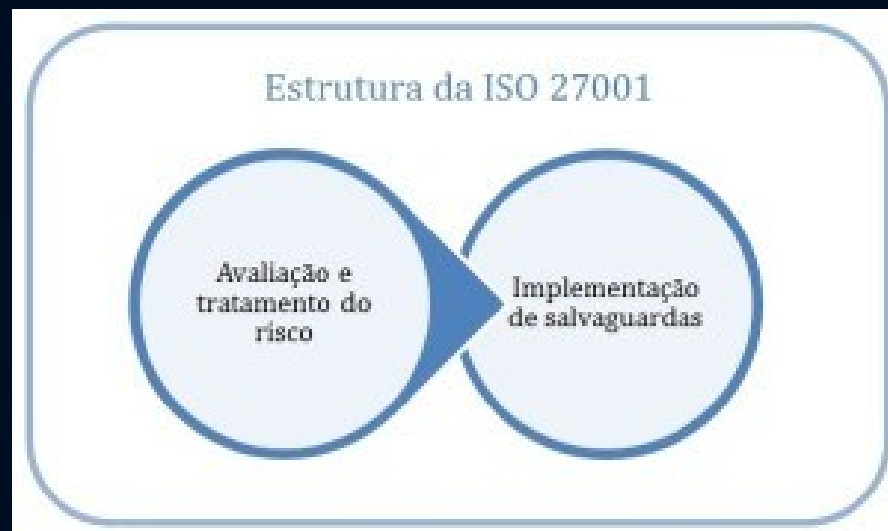 Estrutura da ISO 27001
Avaliação e
tratamento do
risco
Implementação
de salvaguardas